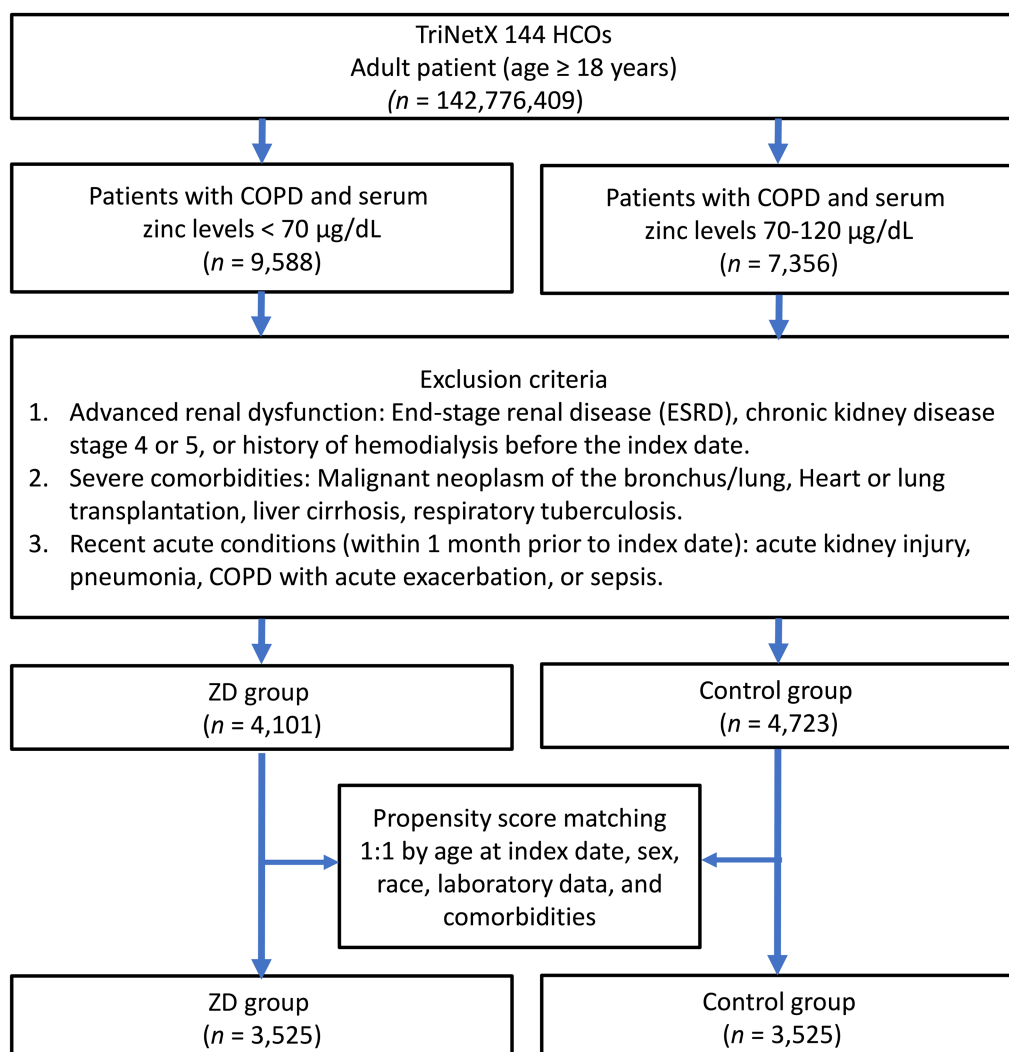 TriNetX 144 HCOs
Adult patient (age ≥ 18 years)
(n = 142,776,409)
Patients with COPD and serum
zinc levels < 70 µg/dL
(n = 9,588)
Patients with COPD and serum
zinc levels 70-120 µg/dL
(n = 7,356)
Exclusion criteria
1. Advanced renal dysfunction: End-stage renal disease (ESRD), chronic kidney disease
stage 4 or 5, or history of hemodialysis before the index date.
2. Severe comorbidities: Malignant neoplasm of the bronchus/lung, Heart or lung
transplantation, liver cirrhosis, respiratory tuberculosis.
3. Recent acute conditions (within 1 month prior to index date): acute kidney injury,
pneumonia, COPD with acute exacerbation, or sepsis.
ZD group
(n = 4,101)
Control group
(n = 4,723)
Propensity score matching
1:1 by age at index date, sex,
race, laboratory data, and
comorbidities
ZD group
(n = 3,525)
Control group
(n = 3,525)